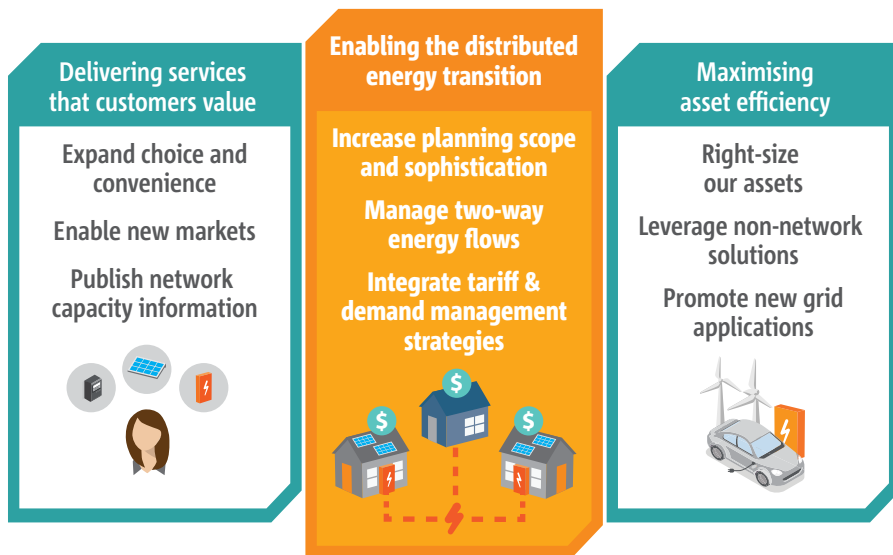 Delivering services
that customers value
Expand choice and
convenience
Enable new markets
Publish network
capacity information
Enabling the distributed
energy transition
Increase planning scope
and sophistication
Manage two-way
energy flows
Integrate tariff &
demand management
strategies
$
$
$
Maximising
asset efficiency
Right-size
our assets
Leverage non-network
solutions
Promote new grid
applications